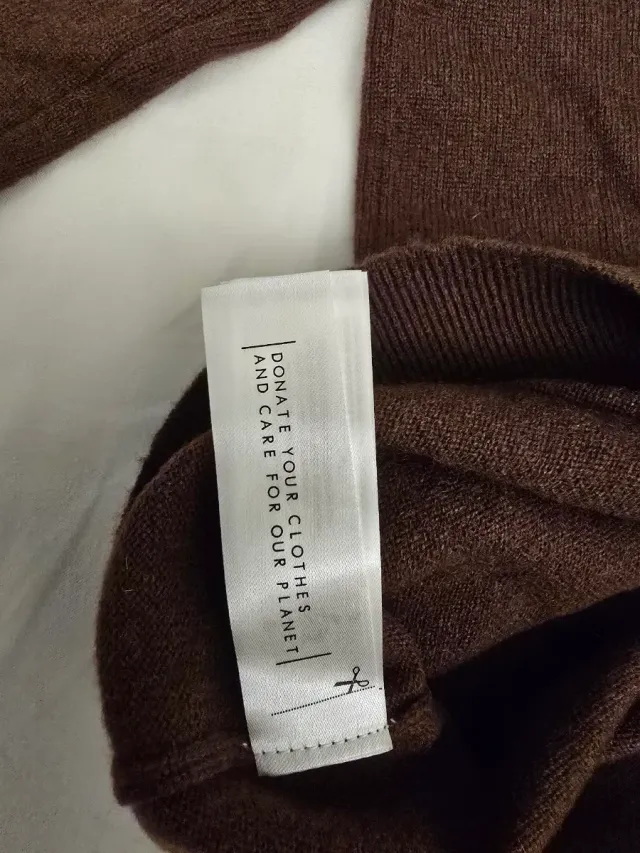 DONATE YOUR CLOTHES
AND CARE FOR OUR PLANET